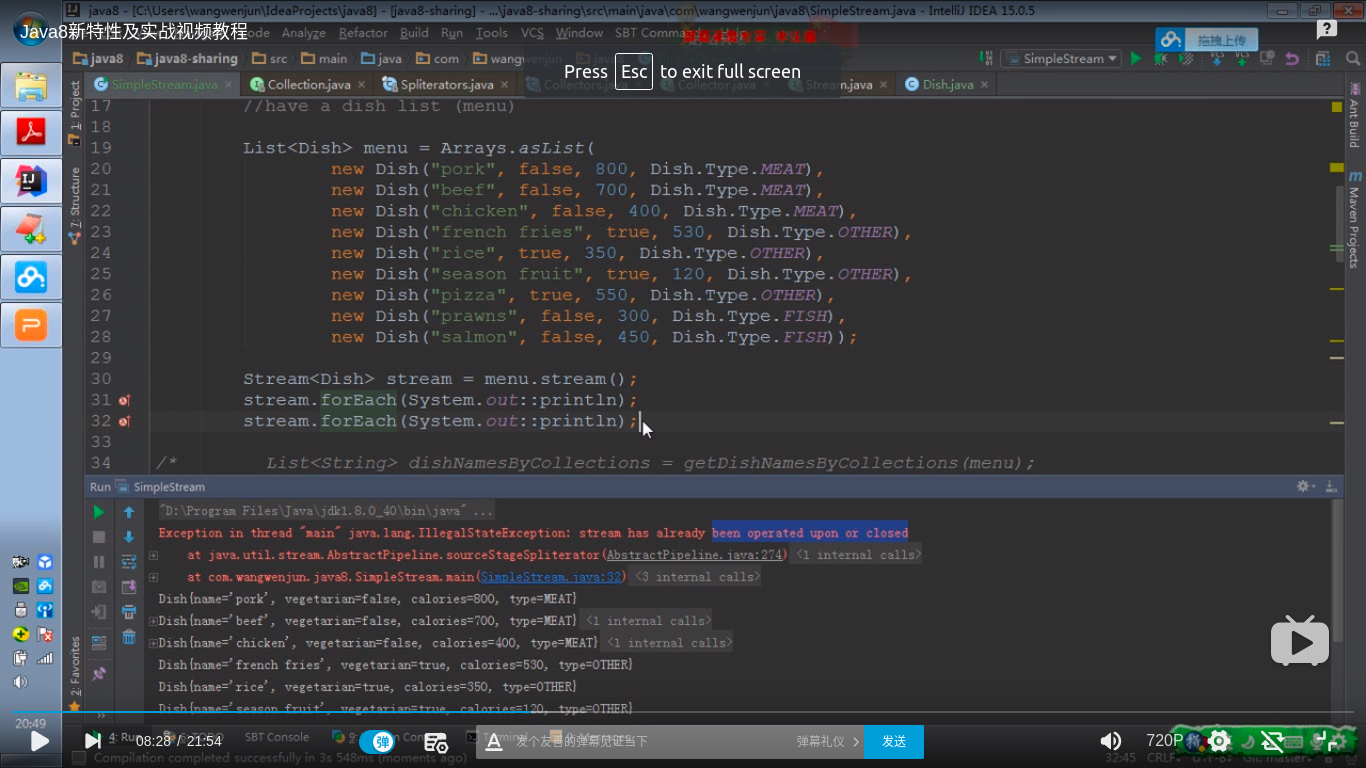 java8 - [C:\Users\wangwenjun\IdeaProjects\java8] - [java8-sharing] - ...\java8-sharing\src\main\java\com\wangwenjun\java8\SimpleStream.java - IntelliJ IDEA 15.0.5
Java8新特性及实战视频教程
Analyze Refactor Build Run Tools VCS Window SBT Comm
拖拽上传
java8 java8-sharing src main java com wangw
SimpleStream
Press Esc to exit full screen
SimpleStream.java Collection.java Spliterators.java Collectors.java Collector.java Stream.java Dish.java
1: Project
7: Structure
2: Favorites
Ant Build
Maven Projects
17 //have a dish list (menu)
18
19 List<Dish> menu = Arrays.asList(
20 new Dish("pork", false, 800, Dish.Type.MEAT),
21 new Dish("beef", false, 700, Dish.Type.MEAT),
22 new Dish("chicken", false, 400, Dish.Type.MEAT),
23 new Dish("french fries", true, 530, Dish.Type.OTHER),
24 new Dish("rice", true, 350, Dish.Type.OTHER),
25 new Dish("season fruit", true, 120, Dish.Type.OTHER),
26 new Dish("pizza", true, 550, Dish.Type.OTHER),
27 new Dish("prawns", false, 300, Dish.Type.FISH),
28 new Dish("salmon", false, 450, Dish.Type.FISH));
29
30 Stream<Dish> stream = menu.stream();
31 stream.forEach(System.out::println);
32 stream.forEach(System.out::println);
33
34 /* List<String> dishNamesByCollections = getDishNamesByCollections(menu);
Run SimpleStream
"D:\Program Files\Java\jdk1.8.0_40\bin\java" ...
Exception in thread "main" java.lang.IllegalStateException: stream has already been operated upon or closed
at java.util.stream.AbstractPipeline.sourceStageSpliterator(AbstractPipeline.java:274) <1 internal calls>
at com.wangwenjun.java8.SimpleStream.main(SimpleStream.java:32) <3 internal calls>
Dish{name='pork', vegetarian=false, calories=800, type=MEAT}
Dish{name='beef', vegetarian=false, calories=700, type=MEAT} <1 internal calls>
Dish{name='chicken', vegetarian=false, calories=400, type=MEAT} <1 internal calls>
Dish{name='french fries', vegetarian=true, calories=530, type=OTHER}
Dish{name='rice', vegetarian=true, calories=350, type=OTHER}
Dish{name='season fruit', vegetarian=true, calories=120, type=OTHER}
20:49
4: Run SBT Console
08:28 / 21:54
弹
发个友善的弹幕见证当下
弹幕礼仪 >
发送
720P
Compilation completed successfully in 3s 548ms (moments ago)
32:45 CRLF UTF-8 Git: master